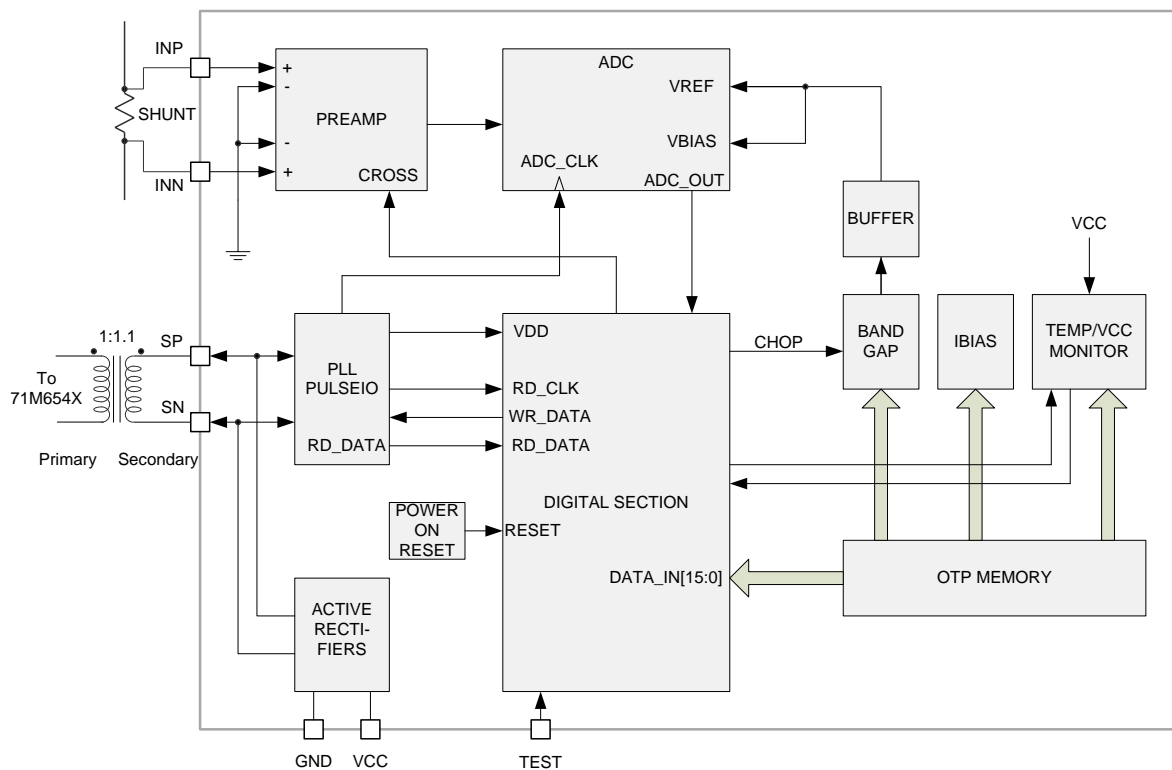 INP
SHUNT
INN
+
-
PREAMP
-
+
CROSS
ADC
VREF
VBIAS
ADC_CLK
ADC_OUT
BUFFER
VCC
1:1.1
SP
To
71M654X
SN
Primary
Secondary
PLL
PULSEIO
RD_DATA
VDD
RD_CLK
WR_DATA
RD_DATA
DIGITAL SECTION
RESET
DATA_IN[15:0]
CHOP
BAND
GAP
IBIAS
TEMP/VCC
MONITOR
POWER
ON
RESET
OTP MEMORY
ACTIVE
RECTI-
FIERS
GND
VCC
TEST